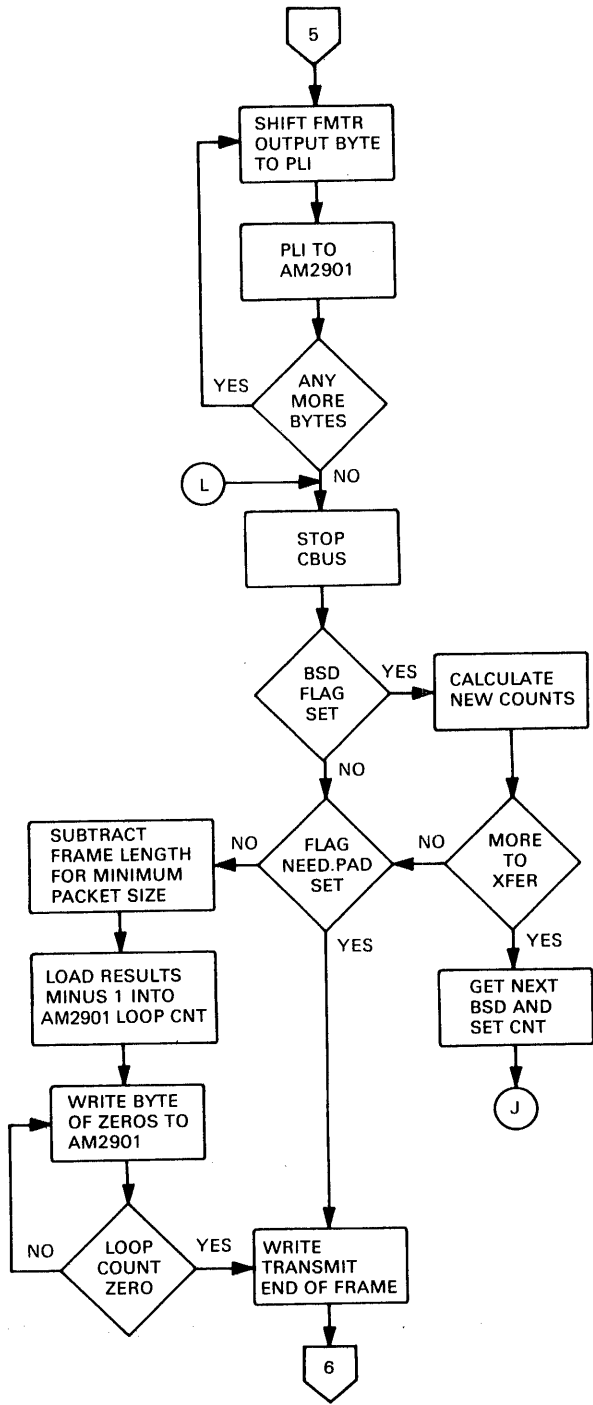 5
SHIFT FMTR
OUTPUT BYTE
TO PLI
PLI TO
AM2901
YES
ANY
MORE
BYTES
NO
L
STOP
CBUS
BSD
FLAG
SET
YES
CALCULATE
NEW COUNTS
NO
SUBTRACT
FRAME LENGTH
FOR MINIMUM
PACKET SIZE
NO
FLAG
NEED.PAD
SET
NO
MORE
TO
XFER
YES
YES
LOAD RESULTS
MINUS 1 INTO
AM2901 LOOP CNT
GET NEXT
BSD AND
SET CNT
WRITE BYTE
OF ZEROS TO
AM2901
J
NO
LOOP
COUNT
ZERO
YES
WRITE
TRANSMIT
END OF FRAME
6